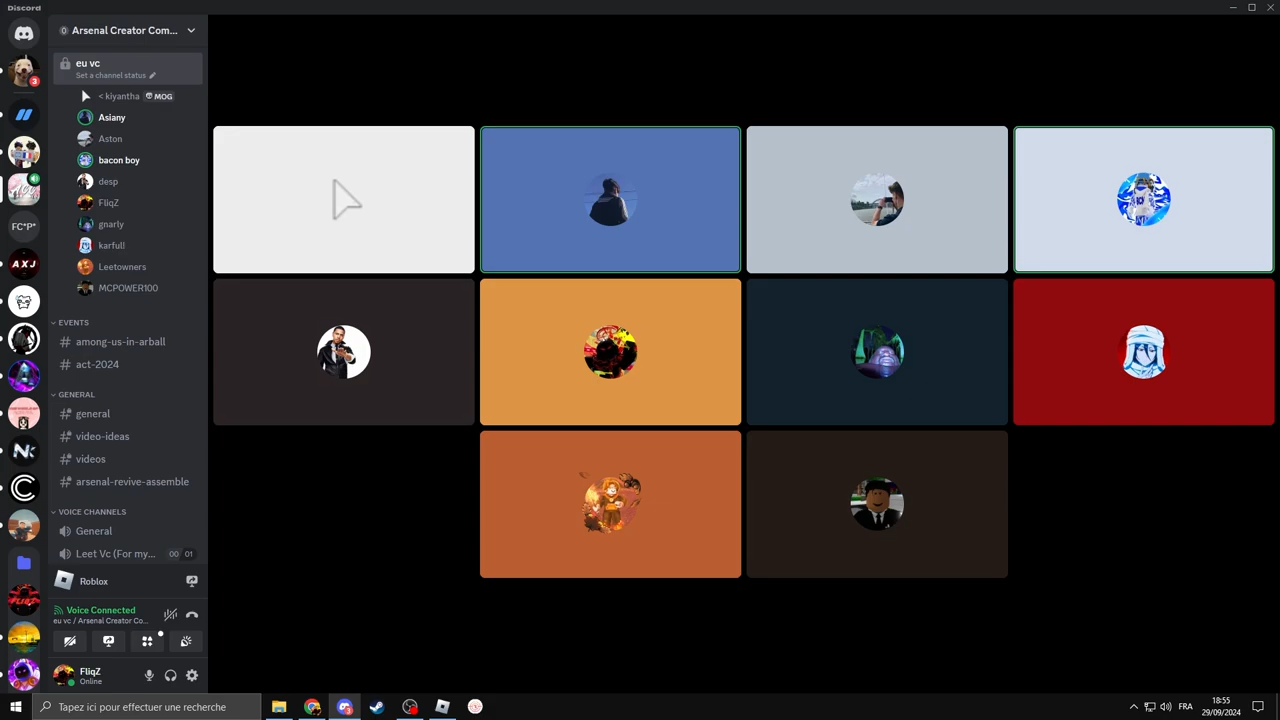 Discord
Arsenal Creator Com...
eu vc
Set a channel status
< kiyantha MOG
Asiany
Aston
bacon boy
desp
FliqZ
gnarly
karful!
Leetowners
MCPOWER100
EVENTS
among-us-in-arball
act-2024
GENERAL
general
video-ideas
videos
arsenal-revive-assemble
VOICE CHANNELS
General
Leet Vc (For my... 00 01
Roblox
Voice Connected
eu vc / Arsenal Creator Co...
FliqZ
Online
3
FC*P*
AXJ
Tapez ici pour effectuer une recherche
3
FRA
18:55
29/09/2024